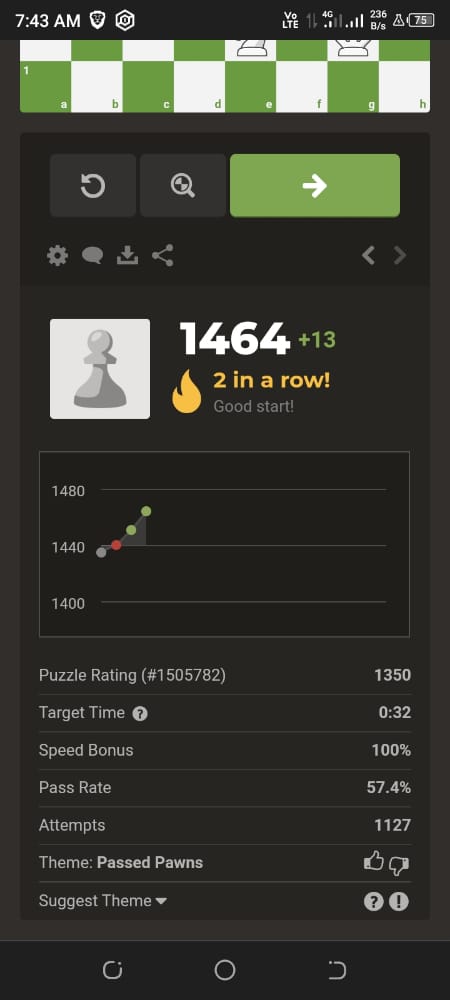 7:43 AM Vo LTE 4G 236 B/s 75
1
a b c d e f g h
1464 +13
2 in a row!
Good start!
1480
1440
1400
Puzzle Rating (#1505782) 1350
Target Time ? 0:32
Speed Bonus 100%
Pass Rate 57.4%
Attempts 1127
Theme: Passed Pawns
Suggest Theme ? !